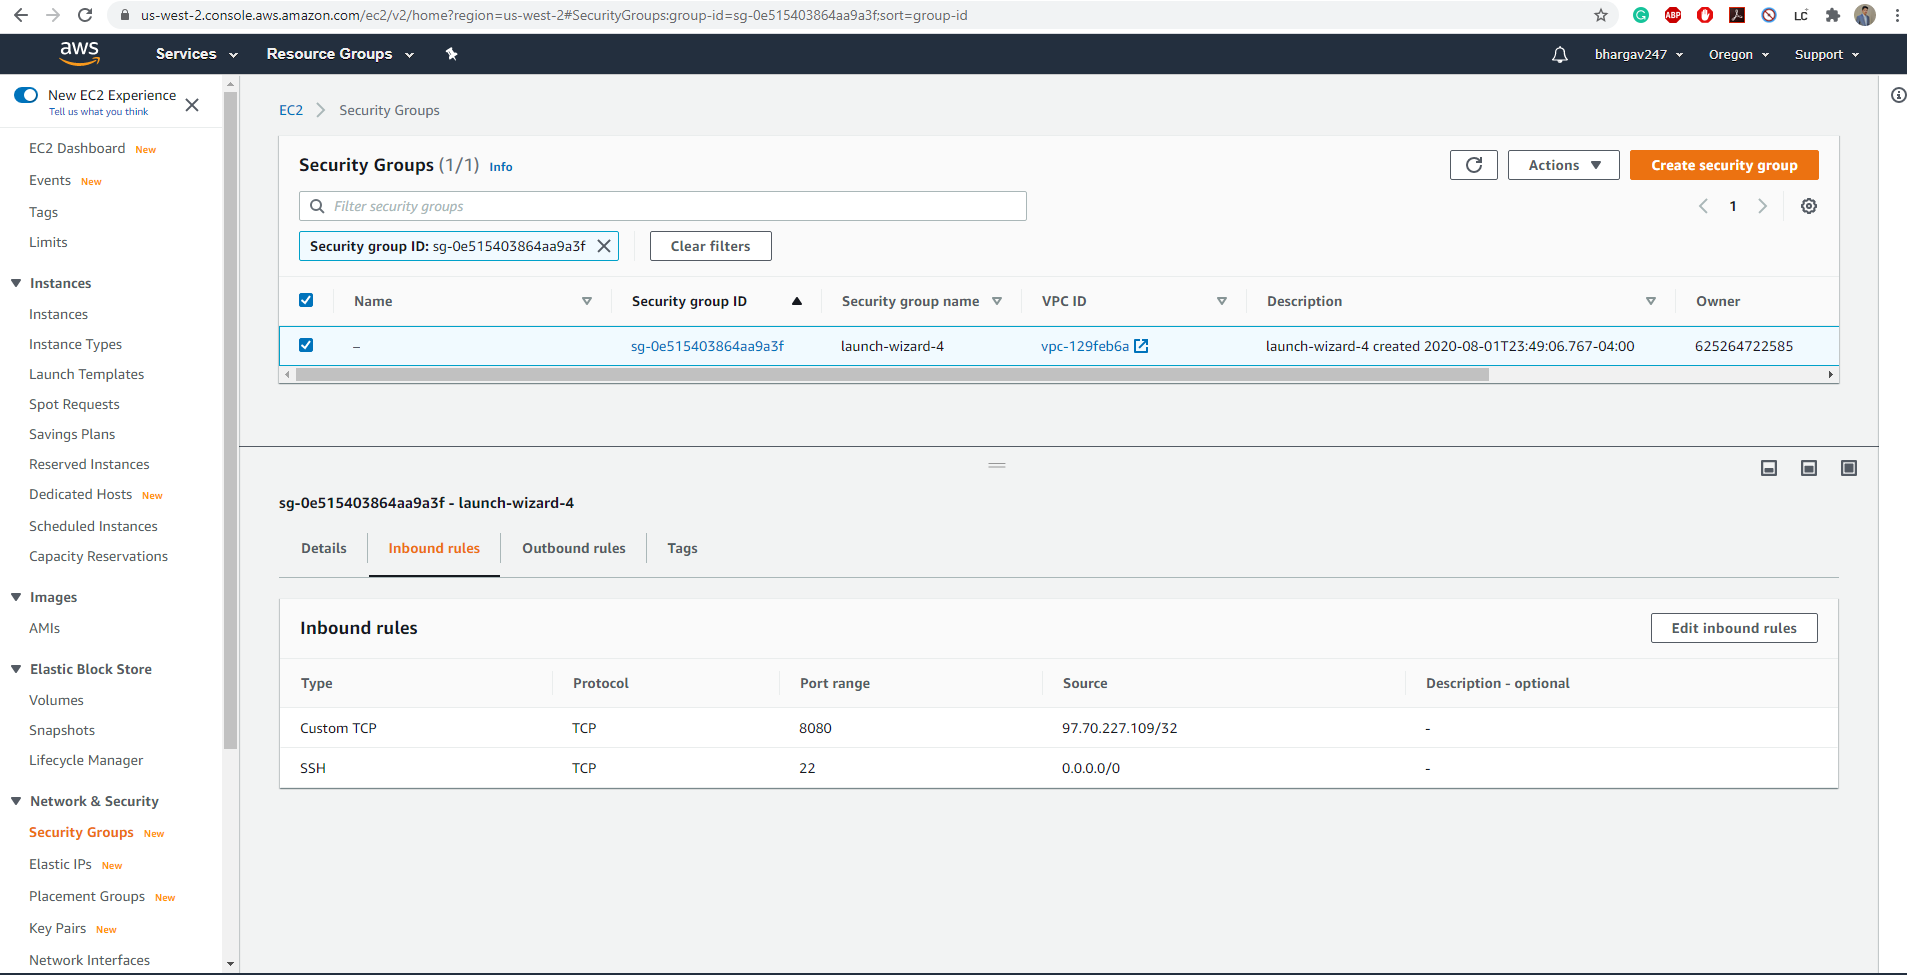 us-west-2.console.aws.amazon.com/ec2/v2/home?region=us-west-2#SecurityGroups:group-id=sg-0e515403864aa9a3f;sort=group-id
ABP
LC
aws
Services
Resource Groups
bhargav247
Oregon
Support
New EC2 Experience
Tell us what you think
EC2 Dashboard New
Events New
Tags
Limits
Instances
Instances
Instance Types
Launch Templates
Spot Requests
Savings Plans
Reserved Instances
Dedicated Hosts New
Scheduled Instances
Capacity Reservations
Images
AMIs
Elastic Block Store
Volumes
Snapshots
Lifecycle Manager
Network & Security
Security Groups New
Elastic IPs New
Placement Groups New
Key Pairs New
Network Interfaces
EC2 > Security Groups
Security Groups (1/1) Info
Actions
Create security group
Filter security groups
1
Security group ID: sg-0e515403864aa9a3f
Clear filters
Name Security group ID Security group name VPC ID Description Owner
– sg-0e515403864aa9a3f launch-wizard-4 vpc-129feb6a launch-wizard-4 created 2020-08-01T23:49:06.767-04:00 625264722585
sg-0e515403864aa9a3f - launch-wizard-4
Details Inbound rules Outbound rules Tags
Inbound rules
Edit inbound rules
Type Protocol Port range Source Description - optional
Custom TCP TCP 8080 97.70.227.109/32 -
SSH TCP 22 0.0.0.0/0 -